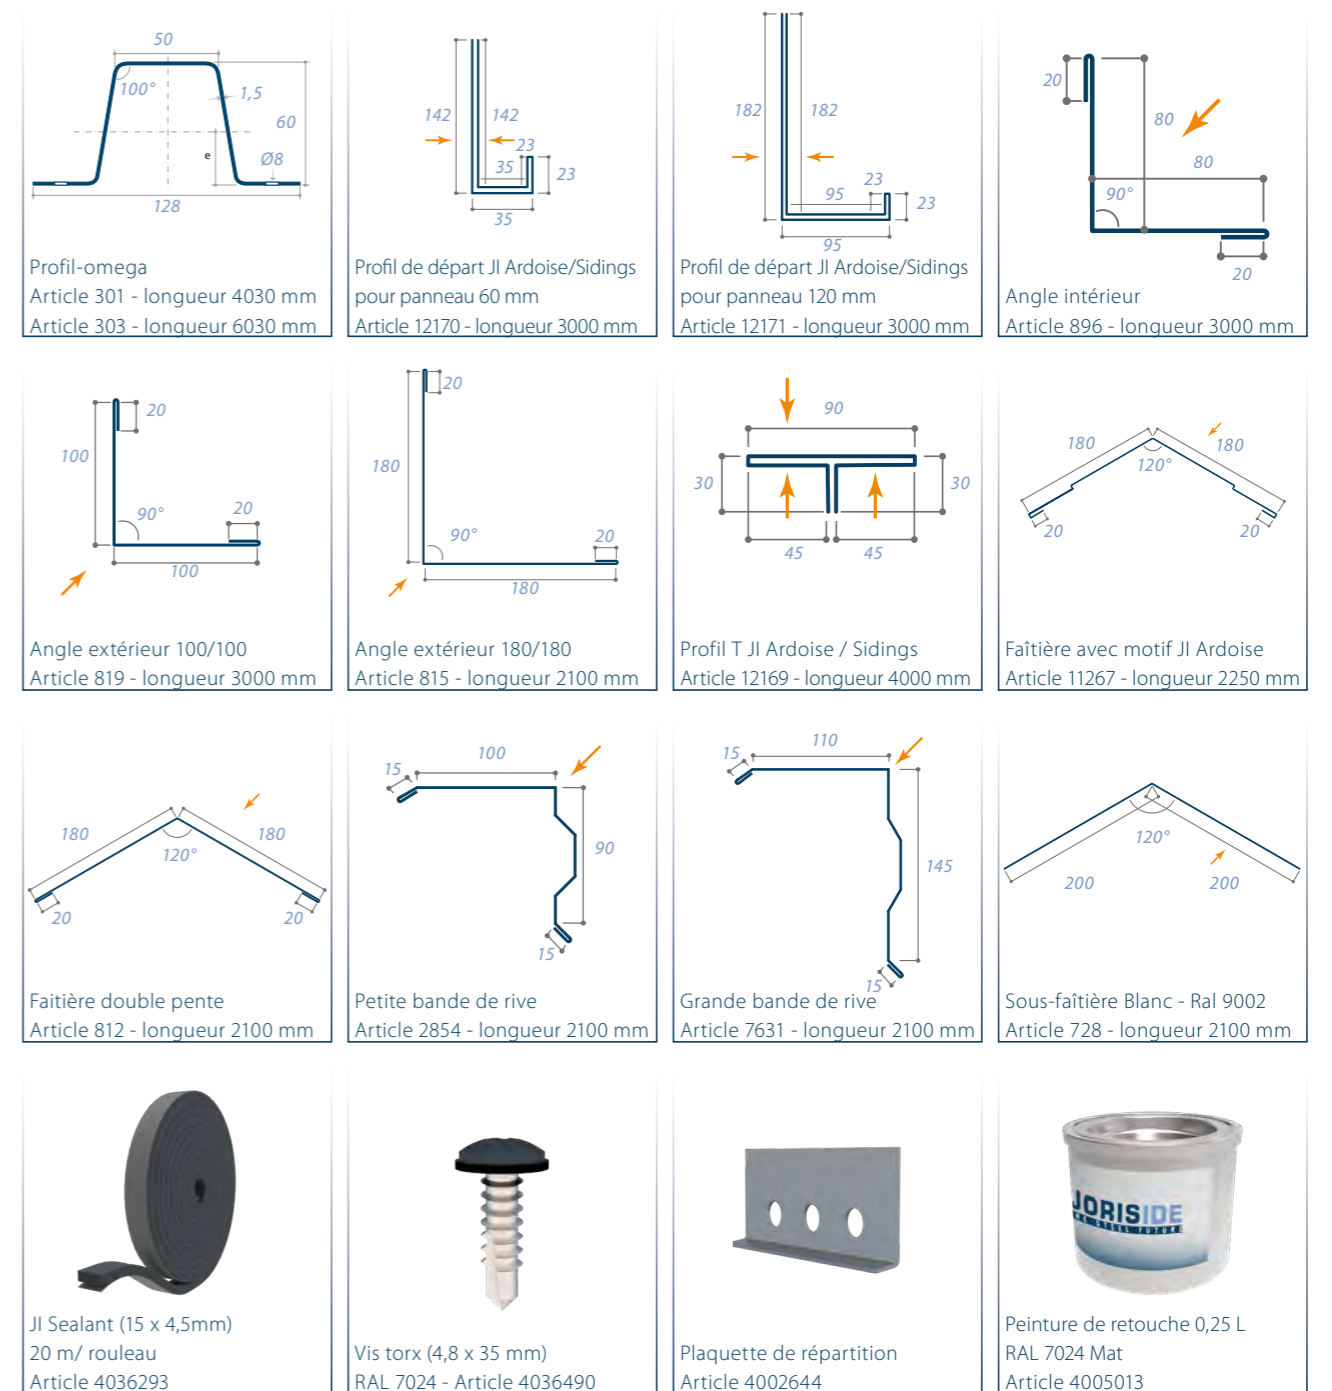 50
100°
1,5
60
e
Ø8
128
Profil-omega
Article 301 - longueur 4030 mm
Article 303 - longueur 6030 mm
142
142
23
35
23
35
Profil de départ JI Ardoise/Sidings
pour panneau 60 mm
Article 12170 - longueur 3000 mm
182
182
23
95
23
95
Profil de départ JI Ardoise/Sidings
pour panneau 120 mm
Article 12171 - longueur 3000 mm
20
80
80
90°
20
Angle intérieur
Article 896 - longueur 3000 mm
20
100
90°
20
100
Angle extérieur 100/100
Article 819 - longueur 3000 mm
20
180
90°
20
180
Angle extérieur 180/180
Article 815 - longueur 2100 mm
90
30
30
45
45
Profil T JI Ardoise / Sidings
Article 12169 - longueur 4000 mm
180
180
120°
20
20
Faîtière avec motif JI Ardoise
Article 11267 - longueur 2250 mm
180
180
120°
20
20
Faitière double pente
Article 812 - longueur 2100 mm
100
15
90
15
Petite bande de rive
Article 2854 - longueur 2100 mm
110
15
145
15
Grande bande de rive
Article 7631 - longueur 2100 mm
120°
200
200
Sous-faîtière Blanc - Ral 9002
Article 728 - longueur 2100 mm
JI Sealant (15 x 4,5mm)
20 m/ rouleau
Article 4036293
Vis torx (4,8 x 35 mm)
RAL 7024 - Article 4036490
Plaquette de répartition
Article 4002644
JORISIDE
STEEL FUTURE
Peinture de retouche 0,25 L
RAL 7024 Mat
Article 4005013